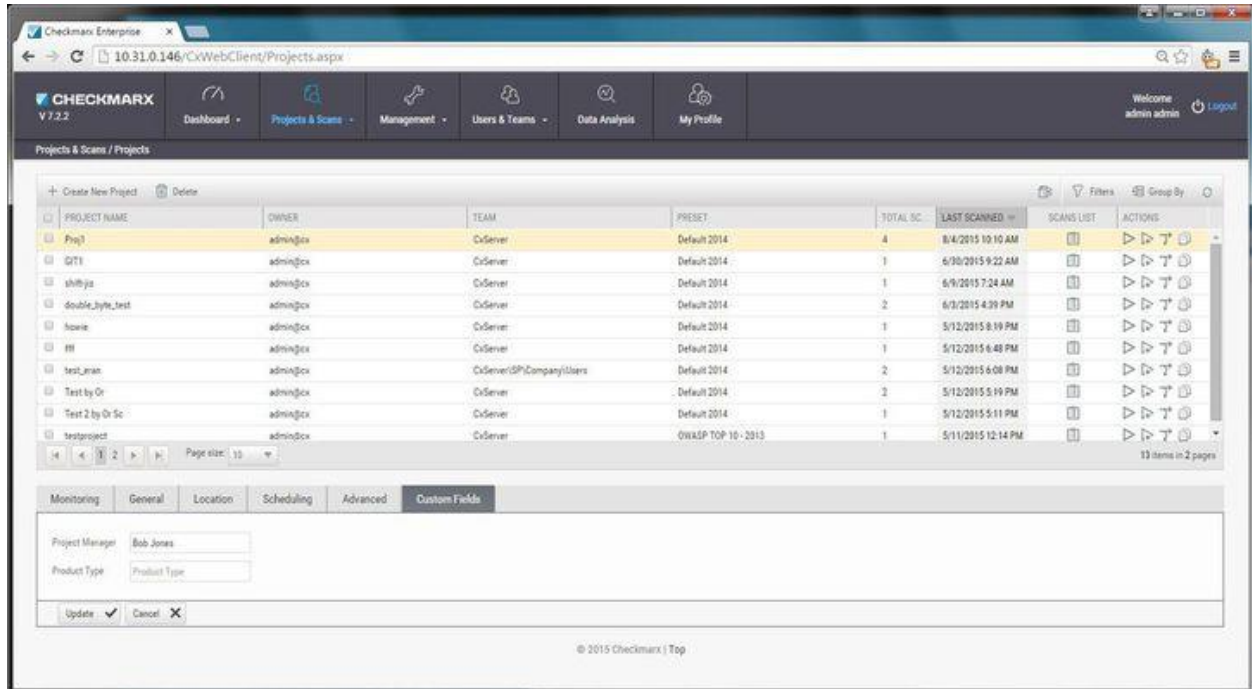 Checkmarx Enterprise
10.31.0.146/CxWebClient/Projects.aspx
CHECKMARX
V 7.2.2
Dashboard
Projects & Scans
Management
Users & Teams
Data Analysis
My Profile
Welcome
admin admin
Logout
Projects & Scans / Projects
+ Create New Project Delete Filters Group By
PROJECT NAME OWNER TEAM PRESET TOTAL SC. LAST SCANNED SCANS LIST ACTIONS
Proj1 admin@cx CxServer Default 2014 4 8/4/2015 10:10 AM
GIT1 admin@cx CxServer Default 2014 1 6/30/2015 9:22 AM
shift-jis admin@cx CxServer Default 2014 1 6/9/2015 7:24 AM
double_byte_test admin@cx CxServer Default 2014 2 6/3/2015 4:39 PM
howie admin@cx CxServer Default 2014 1 5/12/2015 8:19 PM
fff admin@cx CxServer Default 2014 1 5/12/2015 6:48 PM
test_eran admin@cx CxServer\SP\Company\Users Default 2014 2 5/12/2015 6:08 PM
Test by Or admin@cx CxServer Default 2014 2 5/12/2015 5:19 PM
Test 2 by Or Sc admin@cx CxServer Default 2014 1 5/12/2015 5:11 PM
testproject admin@cx CxServer OWASP TOP 10 - 2013 1 5/11/2015 12:14 PM
1 2 Page size: 10 13 items in 2 pages
Monitoring General Location Scheduling Advanced Custom Fields
Project Manager Bob Jones
Product Type Product Type
Update Cancel
© 2015 Checkmarx | Top